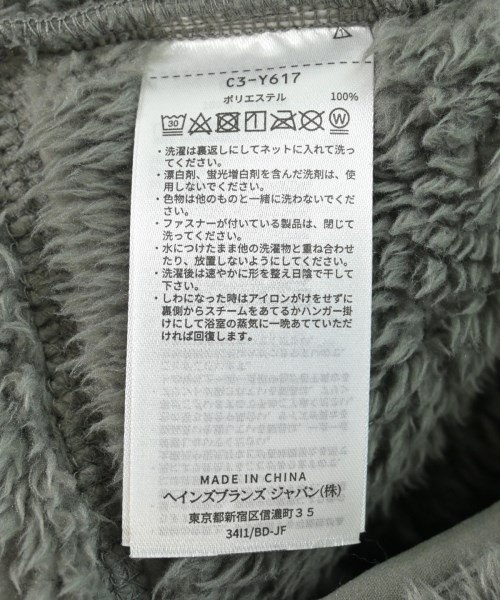 C3-Y617
ポリエステル 100%
30
W
・洗濯は裏返しにしてネットに入れて洗っ
てください。
・漂白剤、蛍光増白剤を含んだ洗剤は、使
用しないでください。
・色物は他のものと一緒に洗わないでくだ
さい。
・ファスナーが付いている製品は、閉じて
洗ってください。
・水につけたまま他の洗濯物と重ね合わせ
たり、放置しないようにしてください。
・洗濯後は速やかに形を整え日陰で干して
下さい。
・しわになった時はアイロンがけをせずに
裏側からスチームをあてるかハンガー掛
けにして浴室の蒸気に一晩あてていただ
ければ回復します。
MADE IN CHINA
ヘインズブランズ ジャパン(株)
東京都新宿区信濃町35
34I1/BD-JF